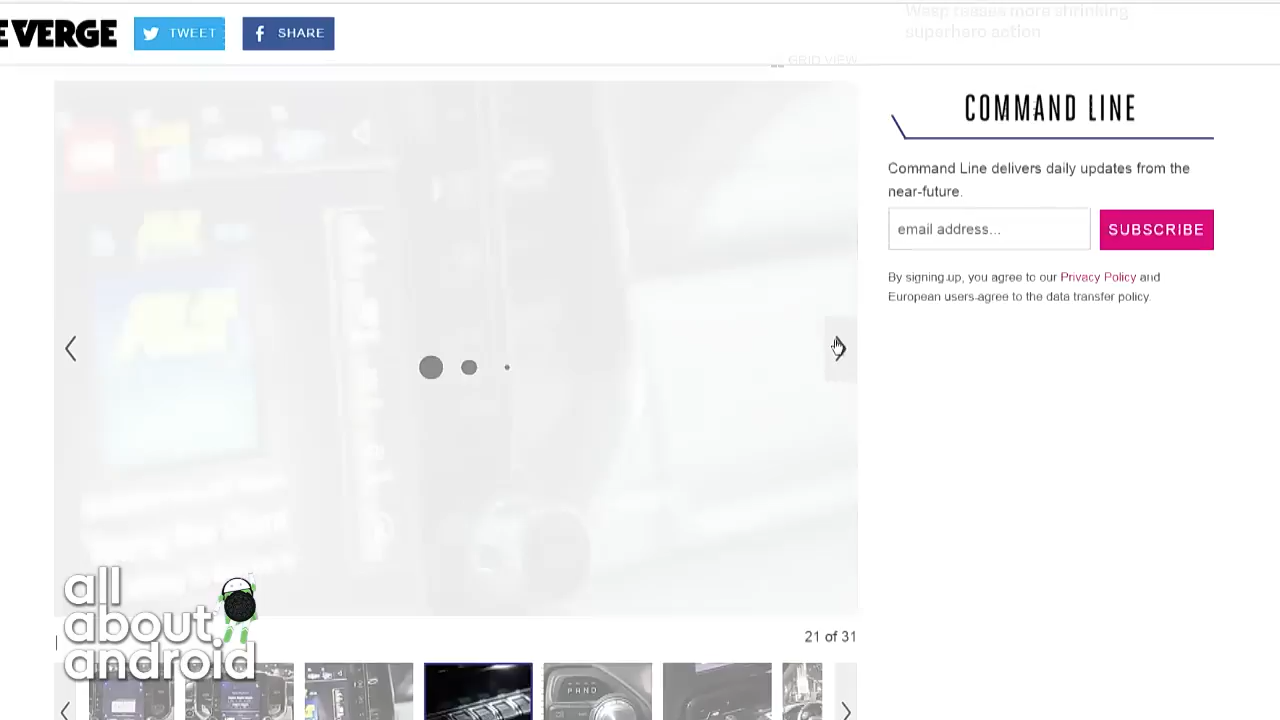 E VERGE
TWEET
SHARE
Wasp teases more shrinking
superhero action
GRID VIEW
COMMAND LINE
Command Line delivers daily updates from the
near-future.
email address...
SUBSCRIBE
By signing up, you agree to our Privacy Policy and
European users agree to the data transfer policy.
21 of 31
all
about
android